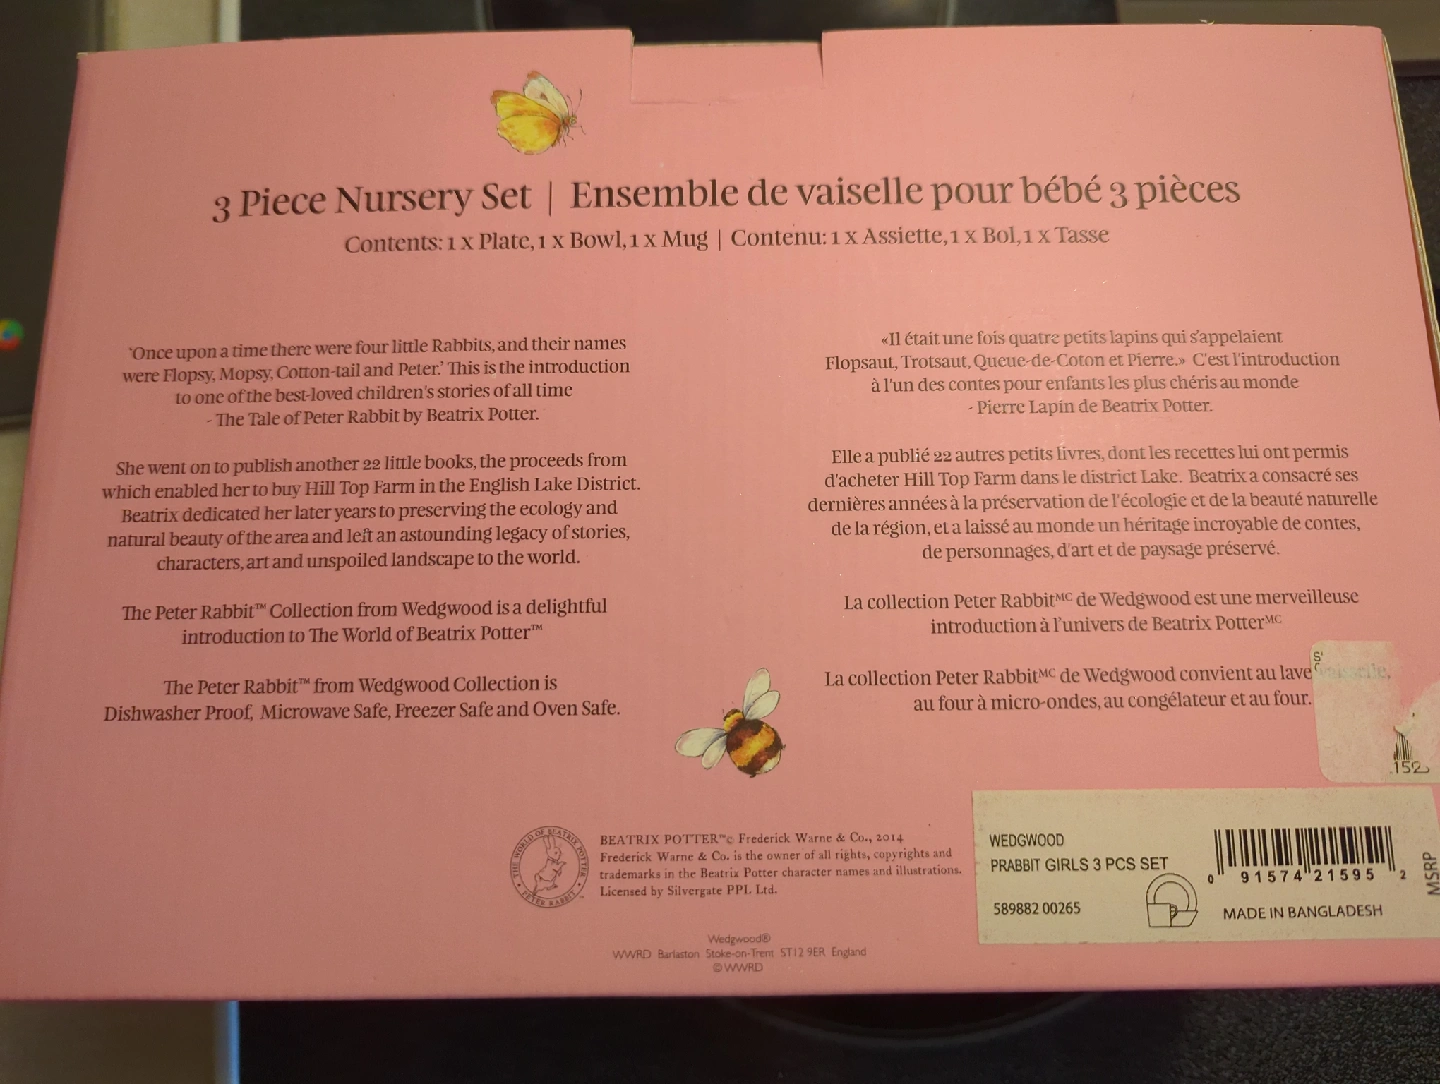 3 Piece Nursery Set | Ensemble de vaiselle pour bébé 3 pièces
Contents: 1 x Plate, 1 x Bowl, 1 x Mug | Contenu: 1 x Assiette, 1 x Bol, 1 x Tasse
'Once upon a time there were four little Rabbits, and their names
were Flopsy, Mopsy, Cotton-tail and Peter.' This is the introduction
to one of the best-loved children's stories of all time
- The Tale of Peter Rabbit by Beatrix Potter.
She went on to publish another 22 little books, the proceeds from
which enabled her to buy Hill Top Farm in the English Lake District.
Beatrix dedicated her later years to preserving the ecology and
natural beauty of the area and left an astounding legacy of stories,
characters, art and unspoiled landscape to the world.
The Peter Rabbit™ Collection from Wedgwood is a delightful
introduction to The World of Beatrix Potter™
The Peter Rabbit™ from Wedgwood Collection is
Dishwasher Proof, Microwave Safe, Freezer Safe and Oven Safe.
«Il était une fois quatre petits lapins qui s'appelaient
Flopsaut, Trotsaut, Queue-de-Coton et Pierre.» C'est l'introduction
à l'un des contes pour enfants les plus chéris au monde
- Pierre Lapin de Beatrix Potter.
Elle a publié 22 autres petits livres, dont les recettes lui ont permis
d'acheter Hill Top Farm dans le district Lake. Beatrix a consacré ses
dernières années à la préservation de l'écologie et de la beauté naturelle
de la région, et a laissé au monde un héritage incroyable de contes,
de personnages, d'art et de paysage préservé.
La collection Peter Rabbitᴹᶜ de Wedgwood est une merveilleuse
introduction à l'univers de Beatrix Potterᴹᶜ
La collection Peter Rabbitᴹᶜ de Wedgwood convient au lave vaisselle,
au four à micro-ondes, au congélateur et au four.
152
THE WORLD OF BEATRIX POTTER
PETER RABBIT
BEATRIX POTTER™© Frederick Warne & Co., 2014
Frederick Warne & Co. is the owner of all rights, copyrights and
trademarks in the Beatrix Potter character names and illustrations.
Licensed by Silvergate PPL Ltd.
Wedgwood®
WWRD Barlaston Stoke-on-Trent ST12 9ER England
©WWRD
WEDGWOOD
PRABBIT GIRLS 3 PCS SET
589882 00265
0 91574 21595 2
MADE IN BANGLADESH
MSRP